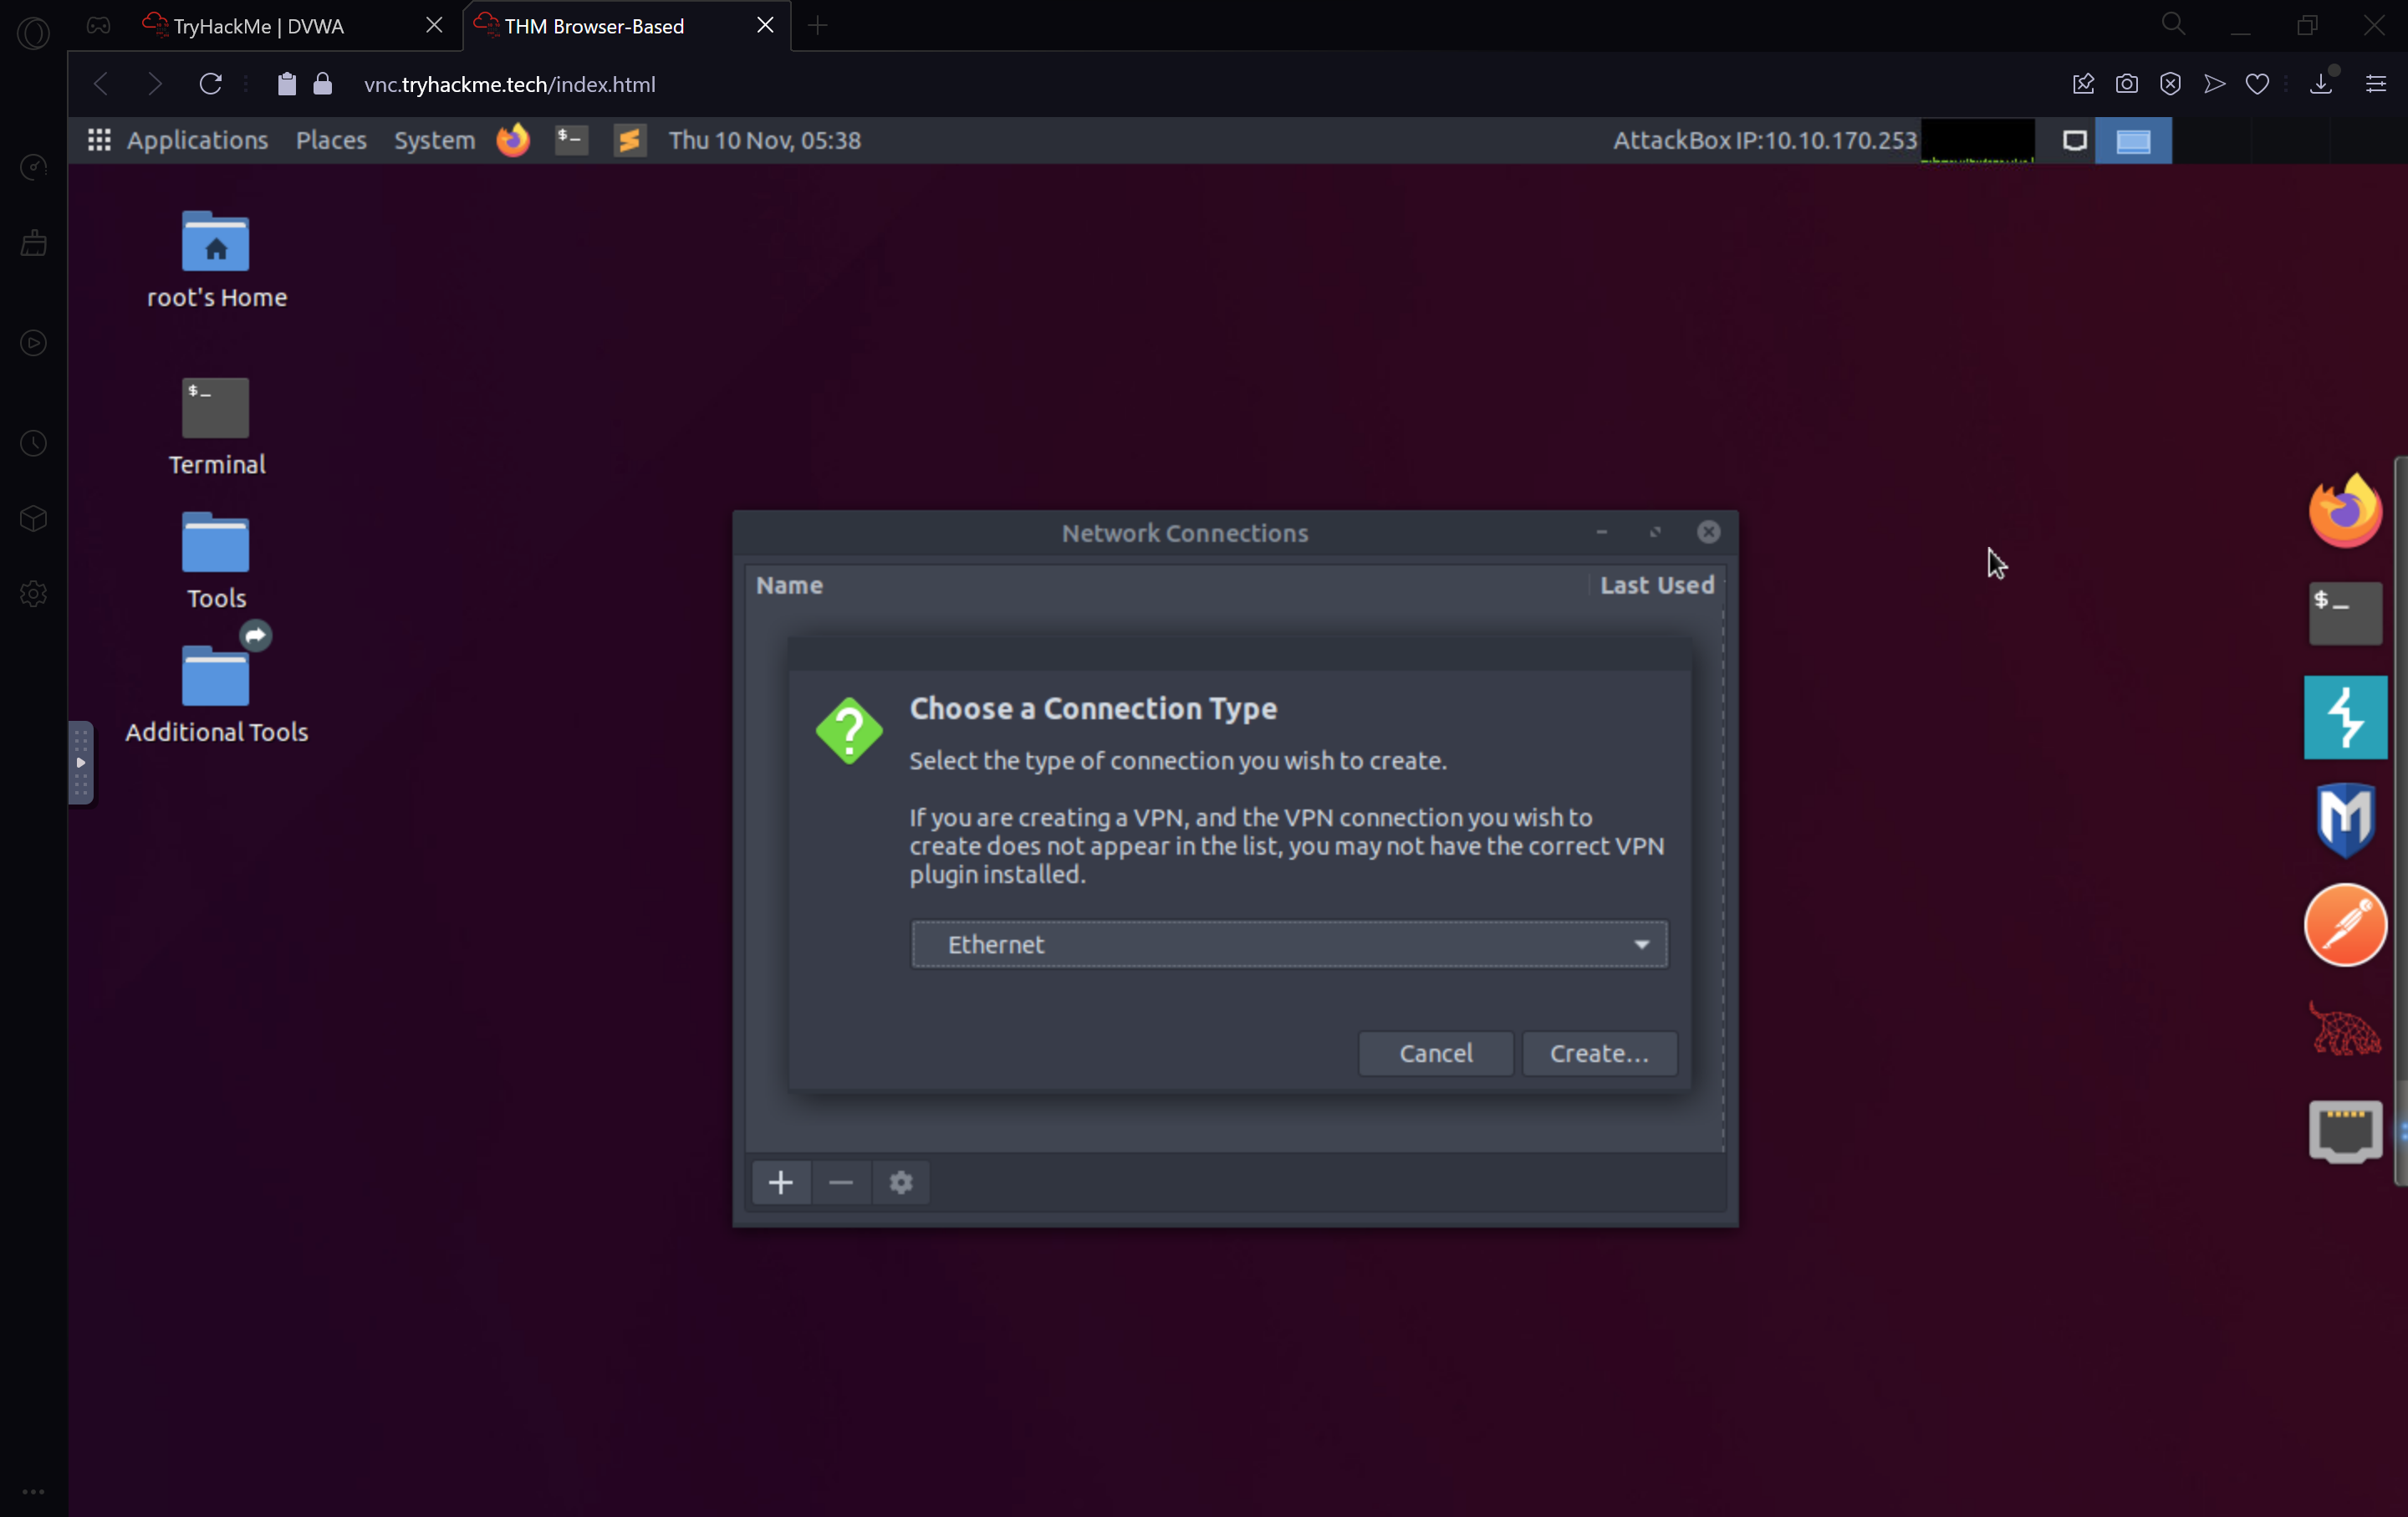 TryHackMe | DVWA
THM Browser-Based
vnc.tryhackme.tech/index.html
Applications Places System $_ Thu 10 Nov, 05:38 AttackBox IP:10.10.170.253
root's Home
$_
Terminal
Tools
Additional Tools
Network Connections
Name Last Used
Choose a Connection Type
Select the type of connection you wish to create.
If you are creating a VPN, and the VPN connection you wish to
create does not appear in the list, you may not have the correct VPN
plugin installed.
Ethernet
Cancel Create...
$_